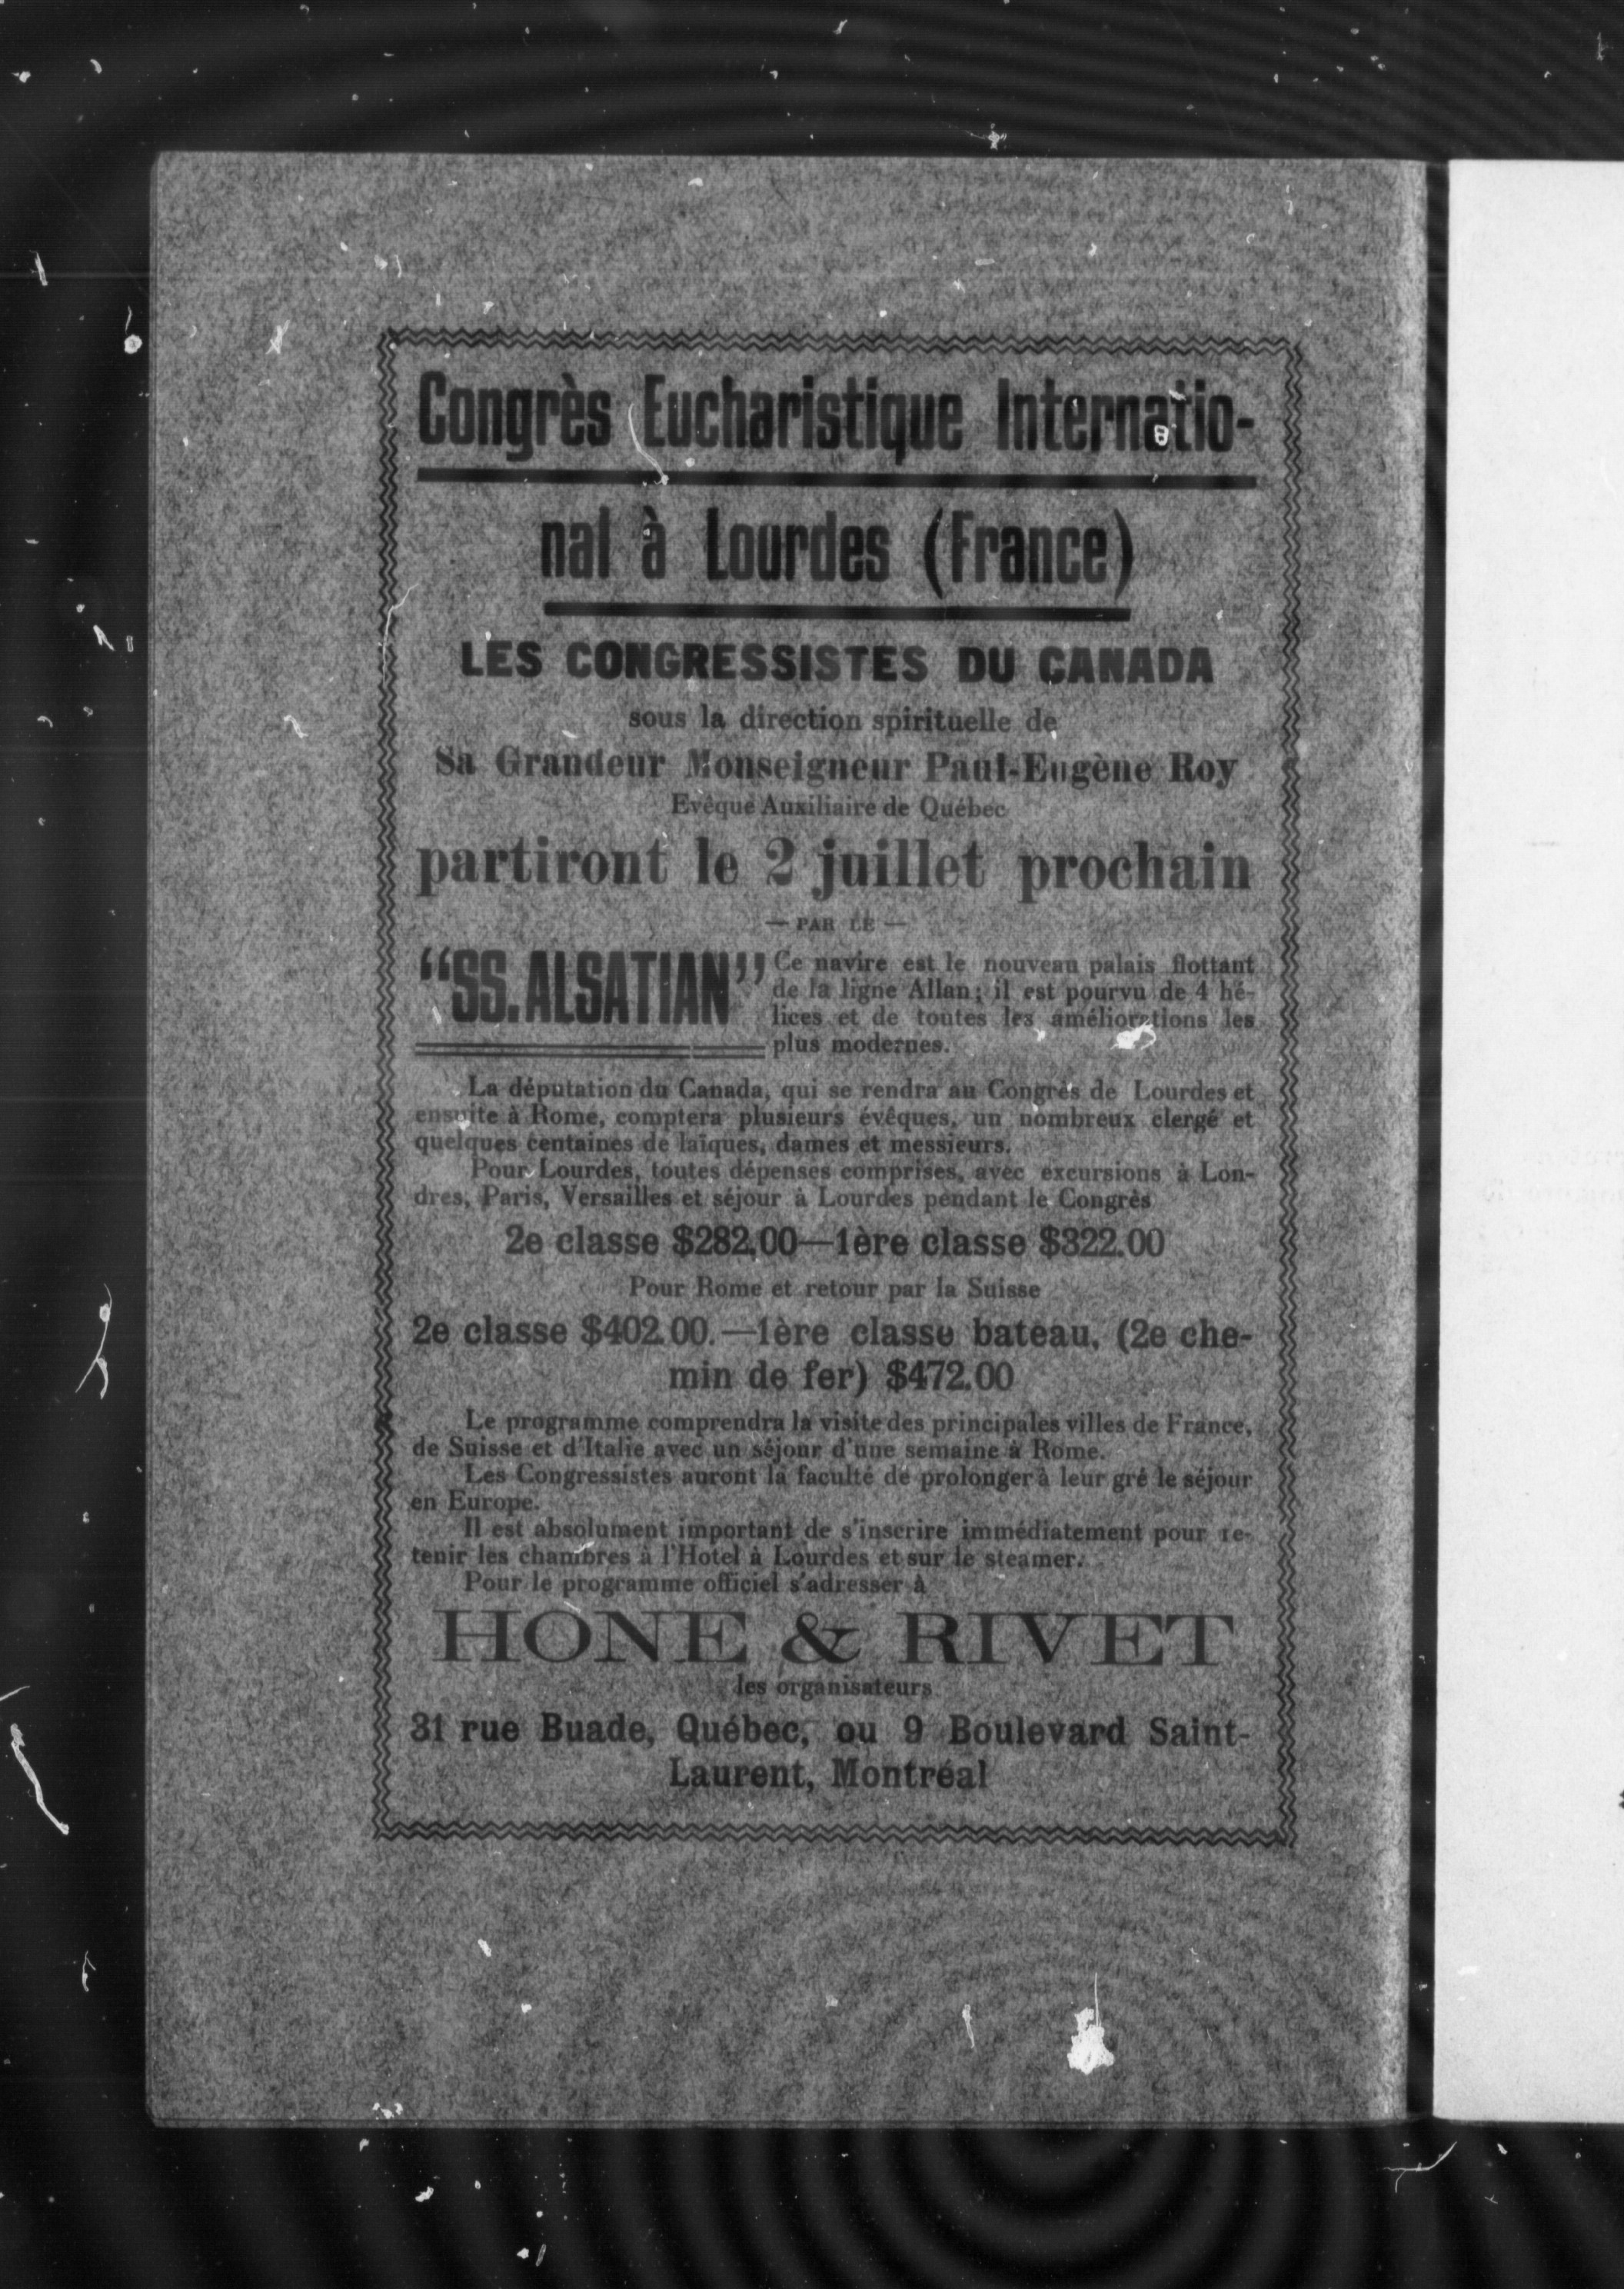 Congrès Eucharistique Internatio-
nal à Lourdes (France)
LES CONGRESSISTES DU CANADA
sous la direction spirituelle de
Sa Grandeur Monseigneur Paul-Eugène Roy
Evêque Auxiliaire de Québec
partiront le 2 juillet prochain
— PAR LE —
“SS. ALSATIAN”
Ce navire est le nouveau palais flottant
de la ligne Allan; il est pourvu de 4 hé-
lices et de toutes les améliorations les
plus modernes.
La députation du Canada, qui se rendra au Congrès de Lourdes et
ensuite à Rome, comptera plusieurs évêques, un nombreux clergé et
quelques centaines de laïques, dames et messieurs.
Pour Lourdes, toutes dépenses comprises, avec excursions à Lon-
dres, Paris, Versailles et séjour à Lourdes pendant le Congrès
2e classe $282.00—1ère classe $322.00
Pour Rome et retour par la Suisse
2e classe $402.00.—1ère classe bateau, (2e che-
min de fer) $472.00
Le programme comprendra la visite des principales villes de France,
de Suisse et d'Italie avec un séjour d'une semaine à Rome.
Les Congressistes auront la faculté de prolonger à leur gré le séjour
en Europe.
Il est absolument important de s'inscrire immédiatement pour re-
tenir les chambres à l'Hotel à Lourdes et sur le steamer.
Pour le programme officiel s'adresser à
HONE & RIVET
les organisateurs
31 rue Buade, Québec, ou 9 Boulevard Saint-
Laurent, Montréal